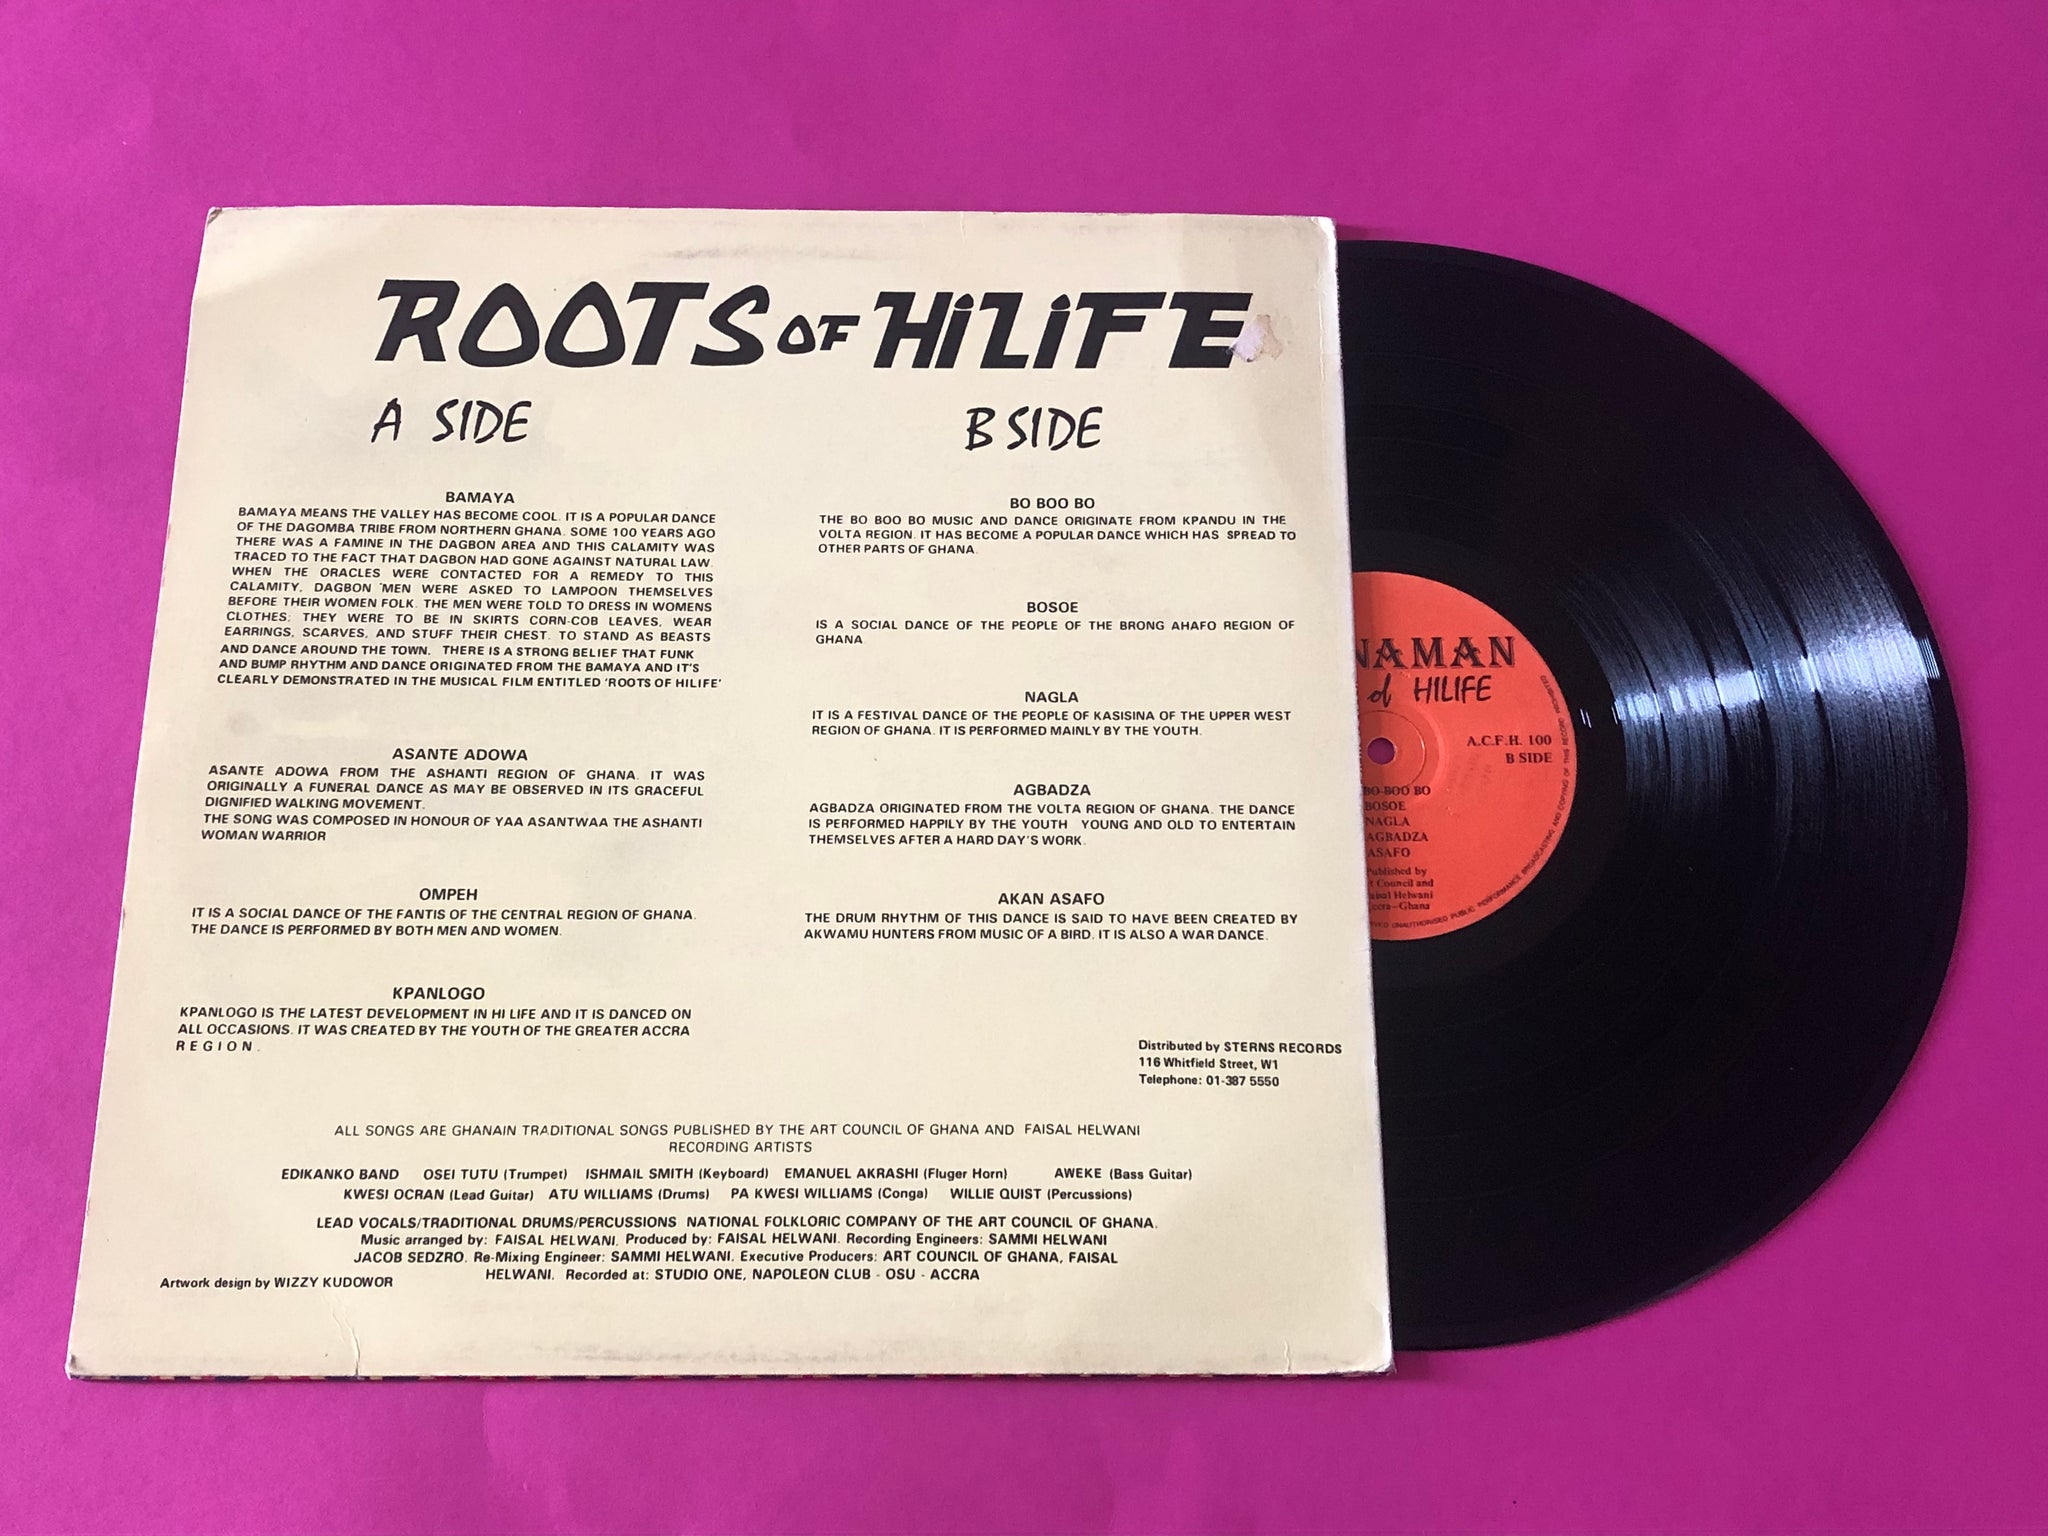 ROOTS OF HiLiFE
A SIDE
BAMAYA
BAMAYA MEANS THE VALLEY HAS BECOME COOL. IT IS A POPULAR DANCE
OF THE DAGOMBA TRIBE FROM NORTHERN GHANA. SOME 100 YEARS AGO
THERE WAS A FAMINE IN THE DAGBON AREA AND THIS CALAMITY WAS
TRACED TO THE FACT THAT DAGBON HAD GONE AGAINST NATURAL LAW.
WHEN THE ORACLES WERE CONTACTED FOR A REMEDY TO THIS
CALAMITY, DAGBON MEN WERE ASKED TO LAMPOON THEMSELVES
BEFORE THEIR WOMEN FOLK. THE MEN WERE TOLD TO DRESS IN WOMENS
CLOTHES; THEY WERE TO BE IN SKIRTS CORN-COB LEAVES, WEAR
EARRINGS, SCARVES, AND STUFF THEIR CHEST. TO STAND AS BEASTS
AND DANCE AROUND THE TOWN. THERE IS A STRONG BELIEF THAT FUNK
AND BUMP RHYTHM AND DANCE ORIGINATED FROM THE BAMAYA AND IT'S
CLEARLY DEMONSTRATED IN THE MUSICAL FILM ENTITLED 'ROOTS OF HILIFE'
ASANTE ADOWA
ASANTE ADOWA FROM THE ASHANTI REGION OF GHANA. IT WAS
ORIGINALLY A FUNERAL DANCE AS MAY BE OBSERVED IN ITS GRACEFUL
DIGNIFIED WALKING MOVEMENT.
THE SONG WAS COMPOSED IN HONOUR OF YAA ASANTWAA THE ASHANTI
WOMAN WARRIOR
OMPEH
IT IS A SOCIAL DANCE OF THE FANTIS OF THE CENTRAL REGION OF GHANA.
THE DANCE IS PERFORMED BY BOTH MEN AND WOMEN.
KPANLOGO
KPANLOGO IS THE LATEST DEVELOPMENT IN HI LIFE AND IT IS DANCED ON
ALL OCCASIONS. IT WAS CREATED BY THE YOUTH OF THE GREATER ACCRA
REGION.
B SIDE
BO BOO BO
THE BO BOO BO MUSIC AND DANCE ORIGINATE FROM KPANDU IN THE
VOLTA REGION. IT HAS BECOME A POPULAR DANCE WHICH HAS SPREAD TO
OTHER PARTS OF GHANA.
BOSOE
IS A SOCIAL DANCE OF THE PEOPLE OF THE BRONG AHAFO REGION OF
GHANA
NAGLA
IT IS A FESTIVAL DANCE OF THE PEOPLE OF KASISINA OF THE UPPER WEST
REGION OF GHANA. IT IS PERFORMED MAINLY BY THE YOUTH.
AGBADZA
AGBADZA ORIGINATED FROM THE VOLTA REGION OF GHANA. THE DANCE
IS PERFORMED HAPPILY BY THE YOUTH YOUNG AND OLD TO ENTERTAIN
THEMSELVES AFTER A HARD DAY'S WORK.
AKAN ASAFO
THE DRUM RHYTHM OF THIS DANCE IS SAID TO HAVE BEEN CREATED BY
AKWAMU HUNTERS FROM MUSIC OF A BIRD. IT IS ALSO A WAR DANCE.
Distributed by STERNS RECORDS
116 Whitfield Street, W1
Telephone: 01-387 5550
ALL SONGS ARE GHANAIN TRADITIONAL SONGS PUBLISHED BY THE ART COUNCIL OF GHANA AND FAISAL HELWANI
RECORDING ARTISTS
EDIKANKO BAND OSEI TUTU (Trumpet) ISHMAIL SMITH (Keyboard) EMANUEL AKRASHI (Fluger Horn) AWEKE (Bass Guitar)
KWESI OCRAN (Lead Guitar) ATU WILLIAMS (Drums) PA KWESI WILLIAMS (Conga) WILLIE QUIST (Percussions)
LEAD VOCALS/TRADITIONAL DRUMS/PERCUSSIONS NATIONAL FOLKLORIC COMPANY OF THE ART COUNCIL OF GHANA.
Music arranged by: FAISAL HELWANI. Produced by: FAISAL HELWANI. Recording Engineers: SAMMI HELWANI
JACOB SEDZRO. Re-Mixing Engineer: SAMMI HELWANI. Executive Producers: ART COUNCIL OF GHANA, FAISAL
HELWANI. Recorded at: STUDIO ONE, NAPOLEON CLUB - OSU - ACCRA
Artwork design by WIZZY KUDOWOR
NAMAN
of HILIFE
A.C.F.H. 100
B SIDE
BO-BOO BO
BOSOE
NAGLA
AGBADZA
ASAFO
Published by
t Council and
aisal Helwani
ccra-Ghana
UNAUTHORISED PUBLIC PERFORMANCE BROADCASTING AND COPYING OF THIS RECORD PROHIBITED